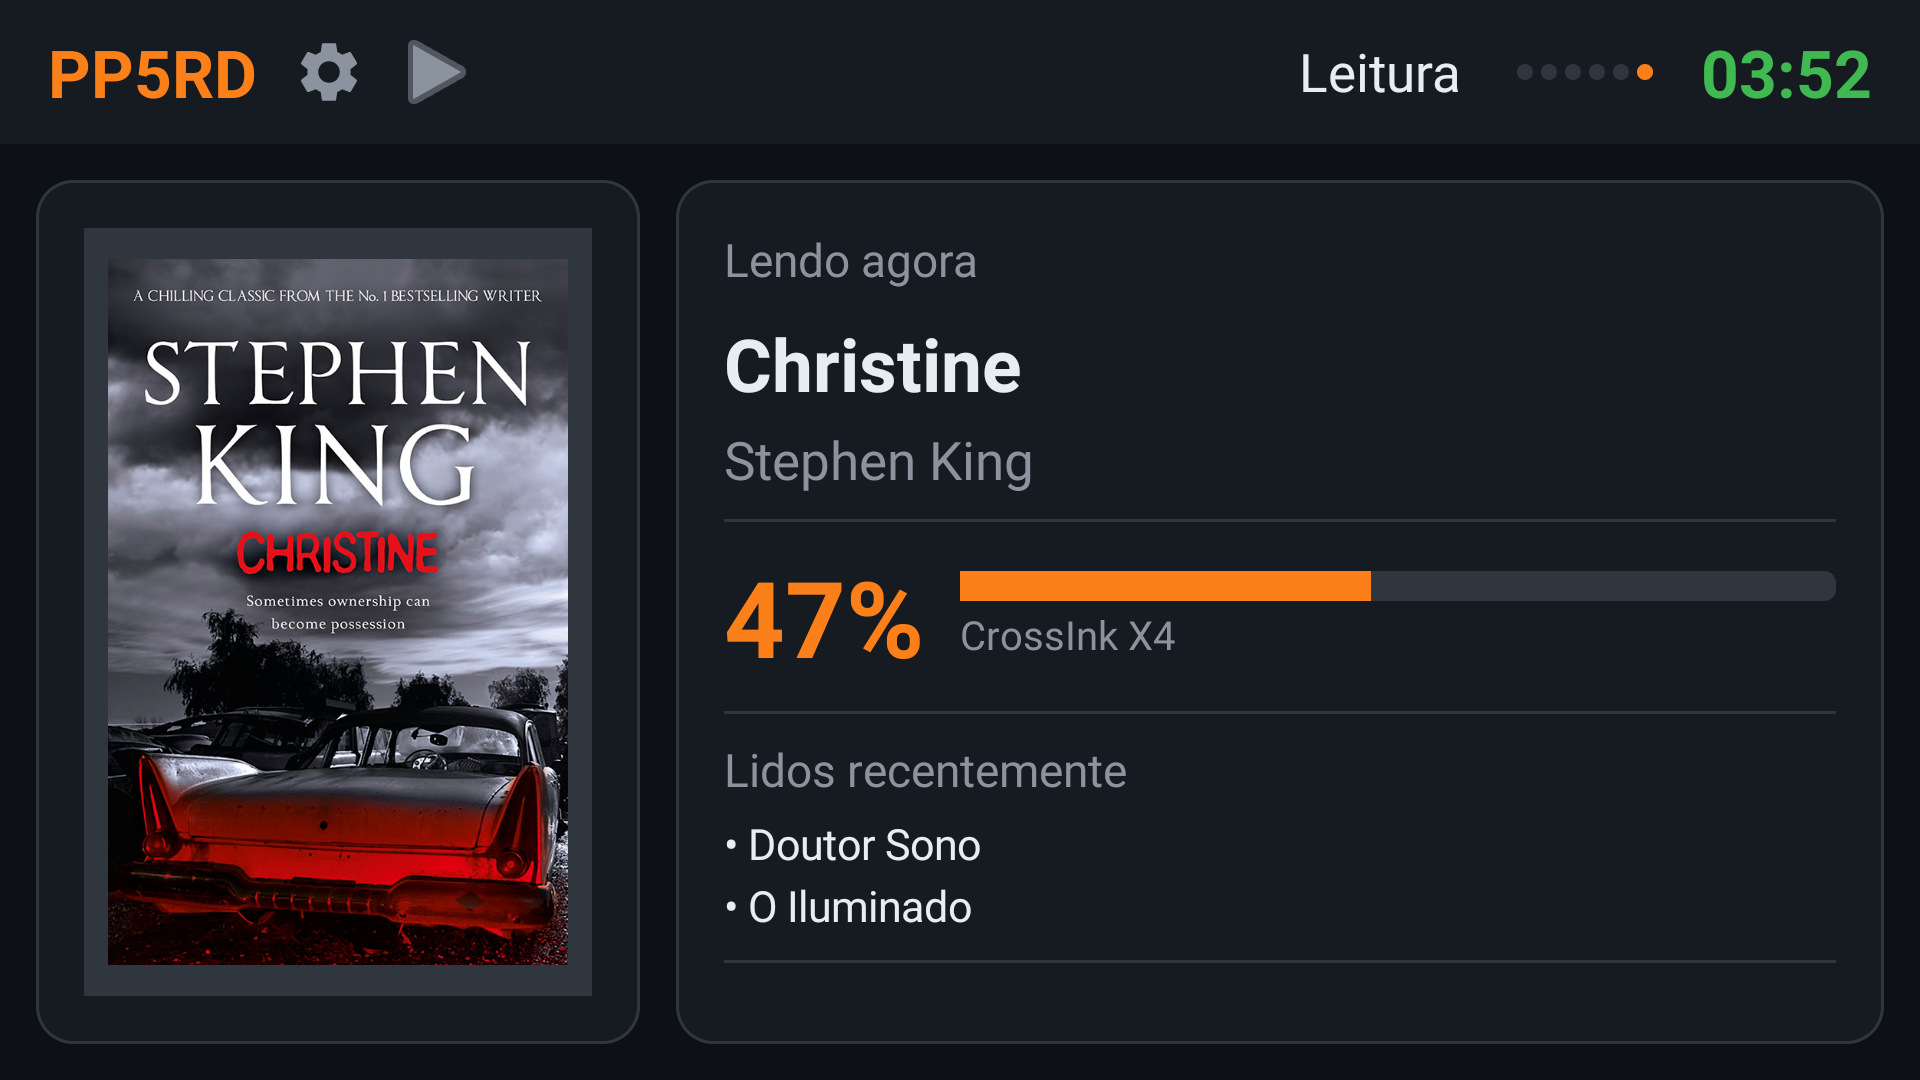 PP5RD
Leitura
03:52
A CHILLING CLASSIC FROM THE No. 1 BESTSELLING WRITER
STEPHEN
KING
CHRISTINE
Sometimes ownership can
become possession
Lendo agora
Christine
Stephen King
47%
CrossInk X4
Lidos recentemente
• Doutor Sono
• O Iluminado